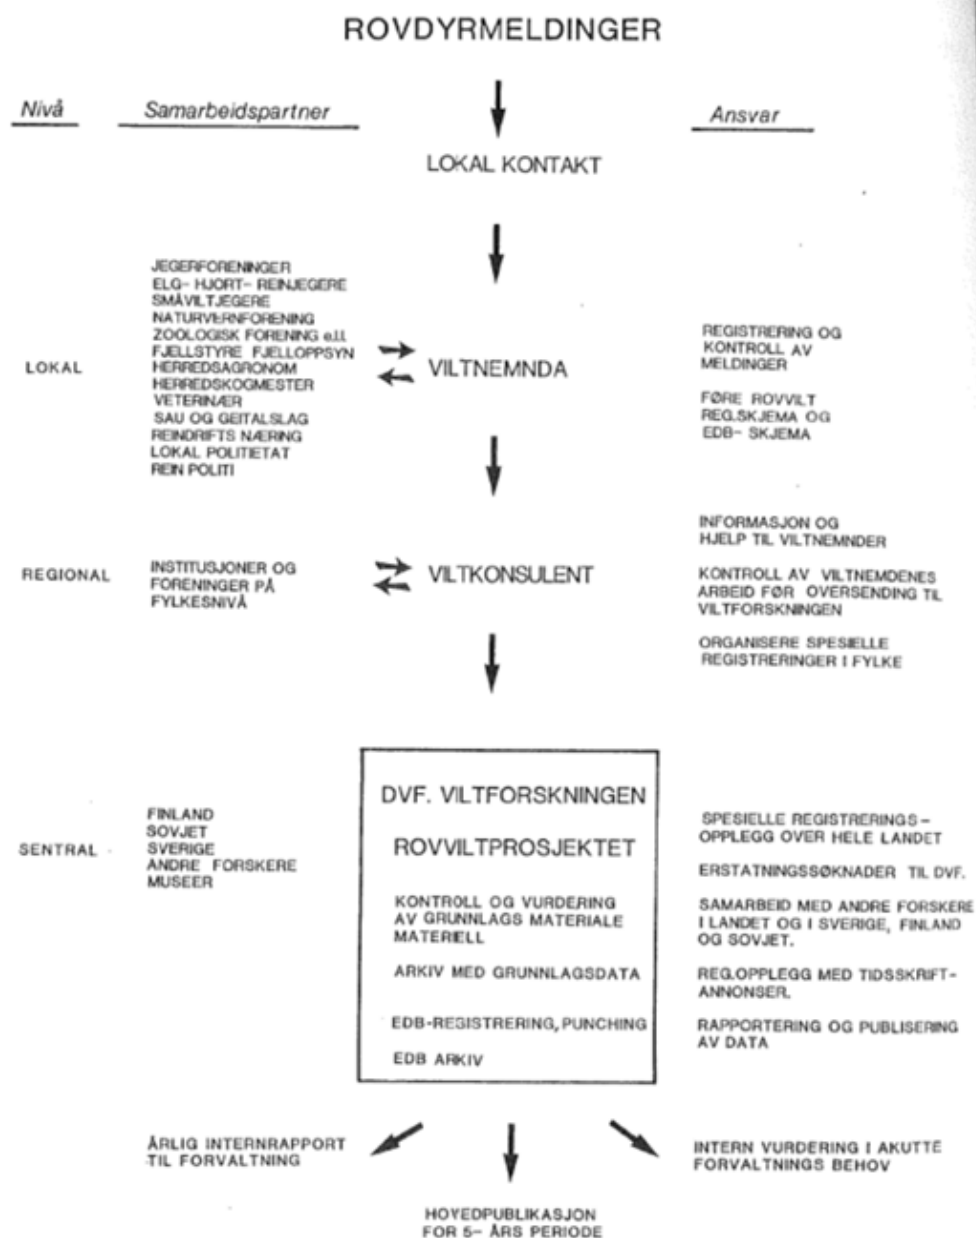 ROVDYRMELDINGER
Nivå
Samarbeidspartner
Ansvar
LOKAL KONTAKT
LOKAL
JEGERFORENINGER
ELG- HJORT- REINJEGERE
SMÅVILTJEGERE
NATURVERNFORENING
ZOOLOGISK FORENING e.l.l.
FJELLSTYRE FJELLOPPSYN
HERREDSAGRONOM
HERREDSKOGMESTER
VETERINÆR
SAU OG GEITALSLAG
REINDRIFTS NÆRING
LOKAL POLITIETAT
REIN POLITI
VILTNEMNDA
REGISTRERING OG
KONTROLL AV
MELDINGER
FØRE ROVVILT
REG.SKJEMA OG
EDB- SKJEMA
REGIONAL
INSTITUSJONER OG
FORENINGER PÅ
FYLKESNIVÅ
VILTKONSULENT
INFORMASJON OG
HJELP TIL VILTNEMNDER
KONTROLL AV VILTNEMDENES
ARBEID FØR OVERSENDING TIL
VILTFORSKNINGEN
ORGANISERE SPESIELLE
REGISTRERINGER I FYLKE
SENTRAL
FINLAND
SOVJET
SVERIGE
ANDRE FORSKERE
MUSEER
DVF. VILTFORSKNINGEN
ROVVILTPROSJEKTET
KONTROLL OG VURDERING
AV GRUNNLAGS MATERIALE
MATERIELL
ARKIV MED GRUNNLAGSDATA
EDB-REGISTRERING, PUNCHING
EDB ARKIV
SPESIELLE REGISTRERINGS-
OPPLEGG OVER HELE LANDET
ERSTATNINGSSØKNADER TIL DVF.
SAMARBEID MED ANDRE FORSKERE
I LANDET OG I SVERIGE, FINLAND
OG SOVJET.
REG.OPPLEGG MED TIDSSKRIFT-
ANNONSER.
RAPPORTERING OG PUBLISERING
AV DATA
ÅRLIG INTERNRAPPORT
TIL FORVALTNING
HOVEDPUBLIKASJON
FOR 5- ÅRS PERIODE
INTERN VURDERING I AKUTTE
FORVALTNINGS BEHOV